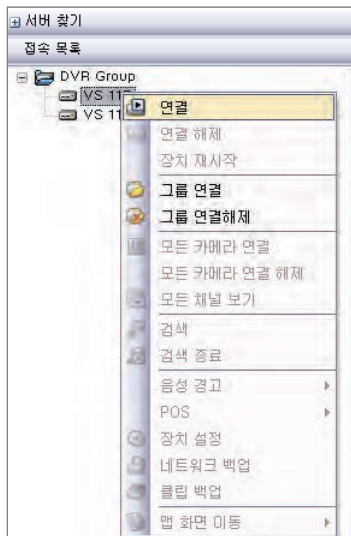 서버 찾기
접속 목록
DVR Group
VS 11
VS 11
연결
연결 해제
장치 재시작
그룹 연결
그룹 연결해제
모든 카메라 연결
모든 카메라 연결 해제
모든 채널 보기
검색
검색 종료
음성 경고
POS
장치 설정
네트워크 백업
클립 백업
맵 화면 이동